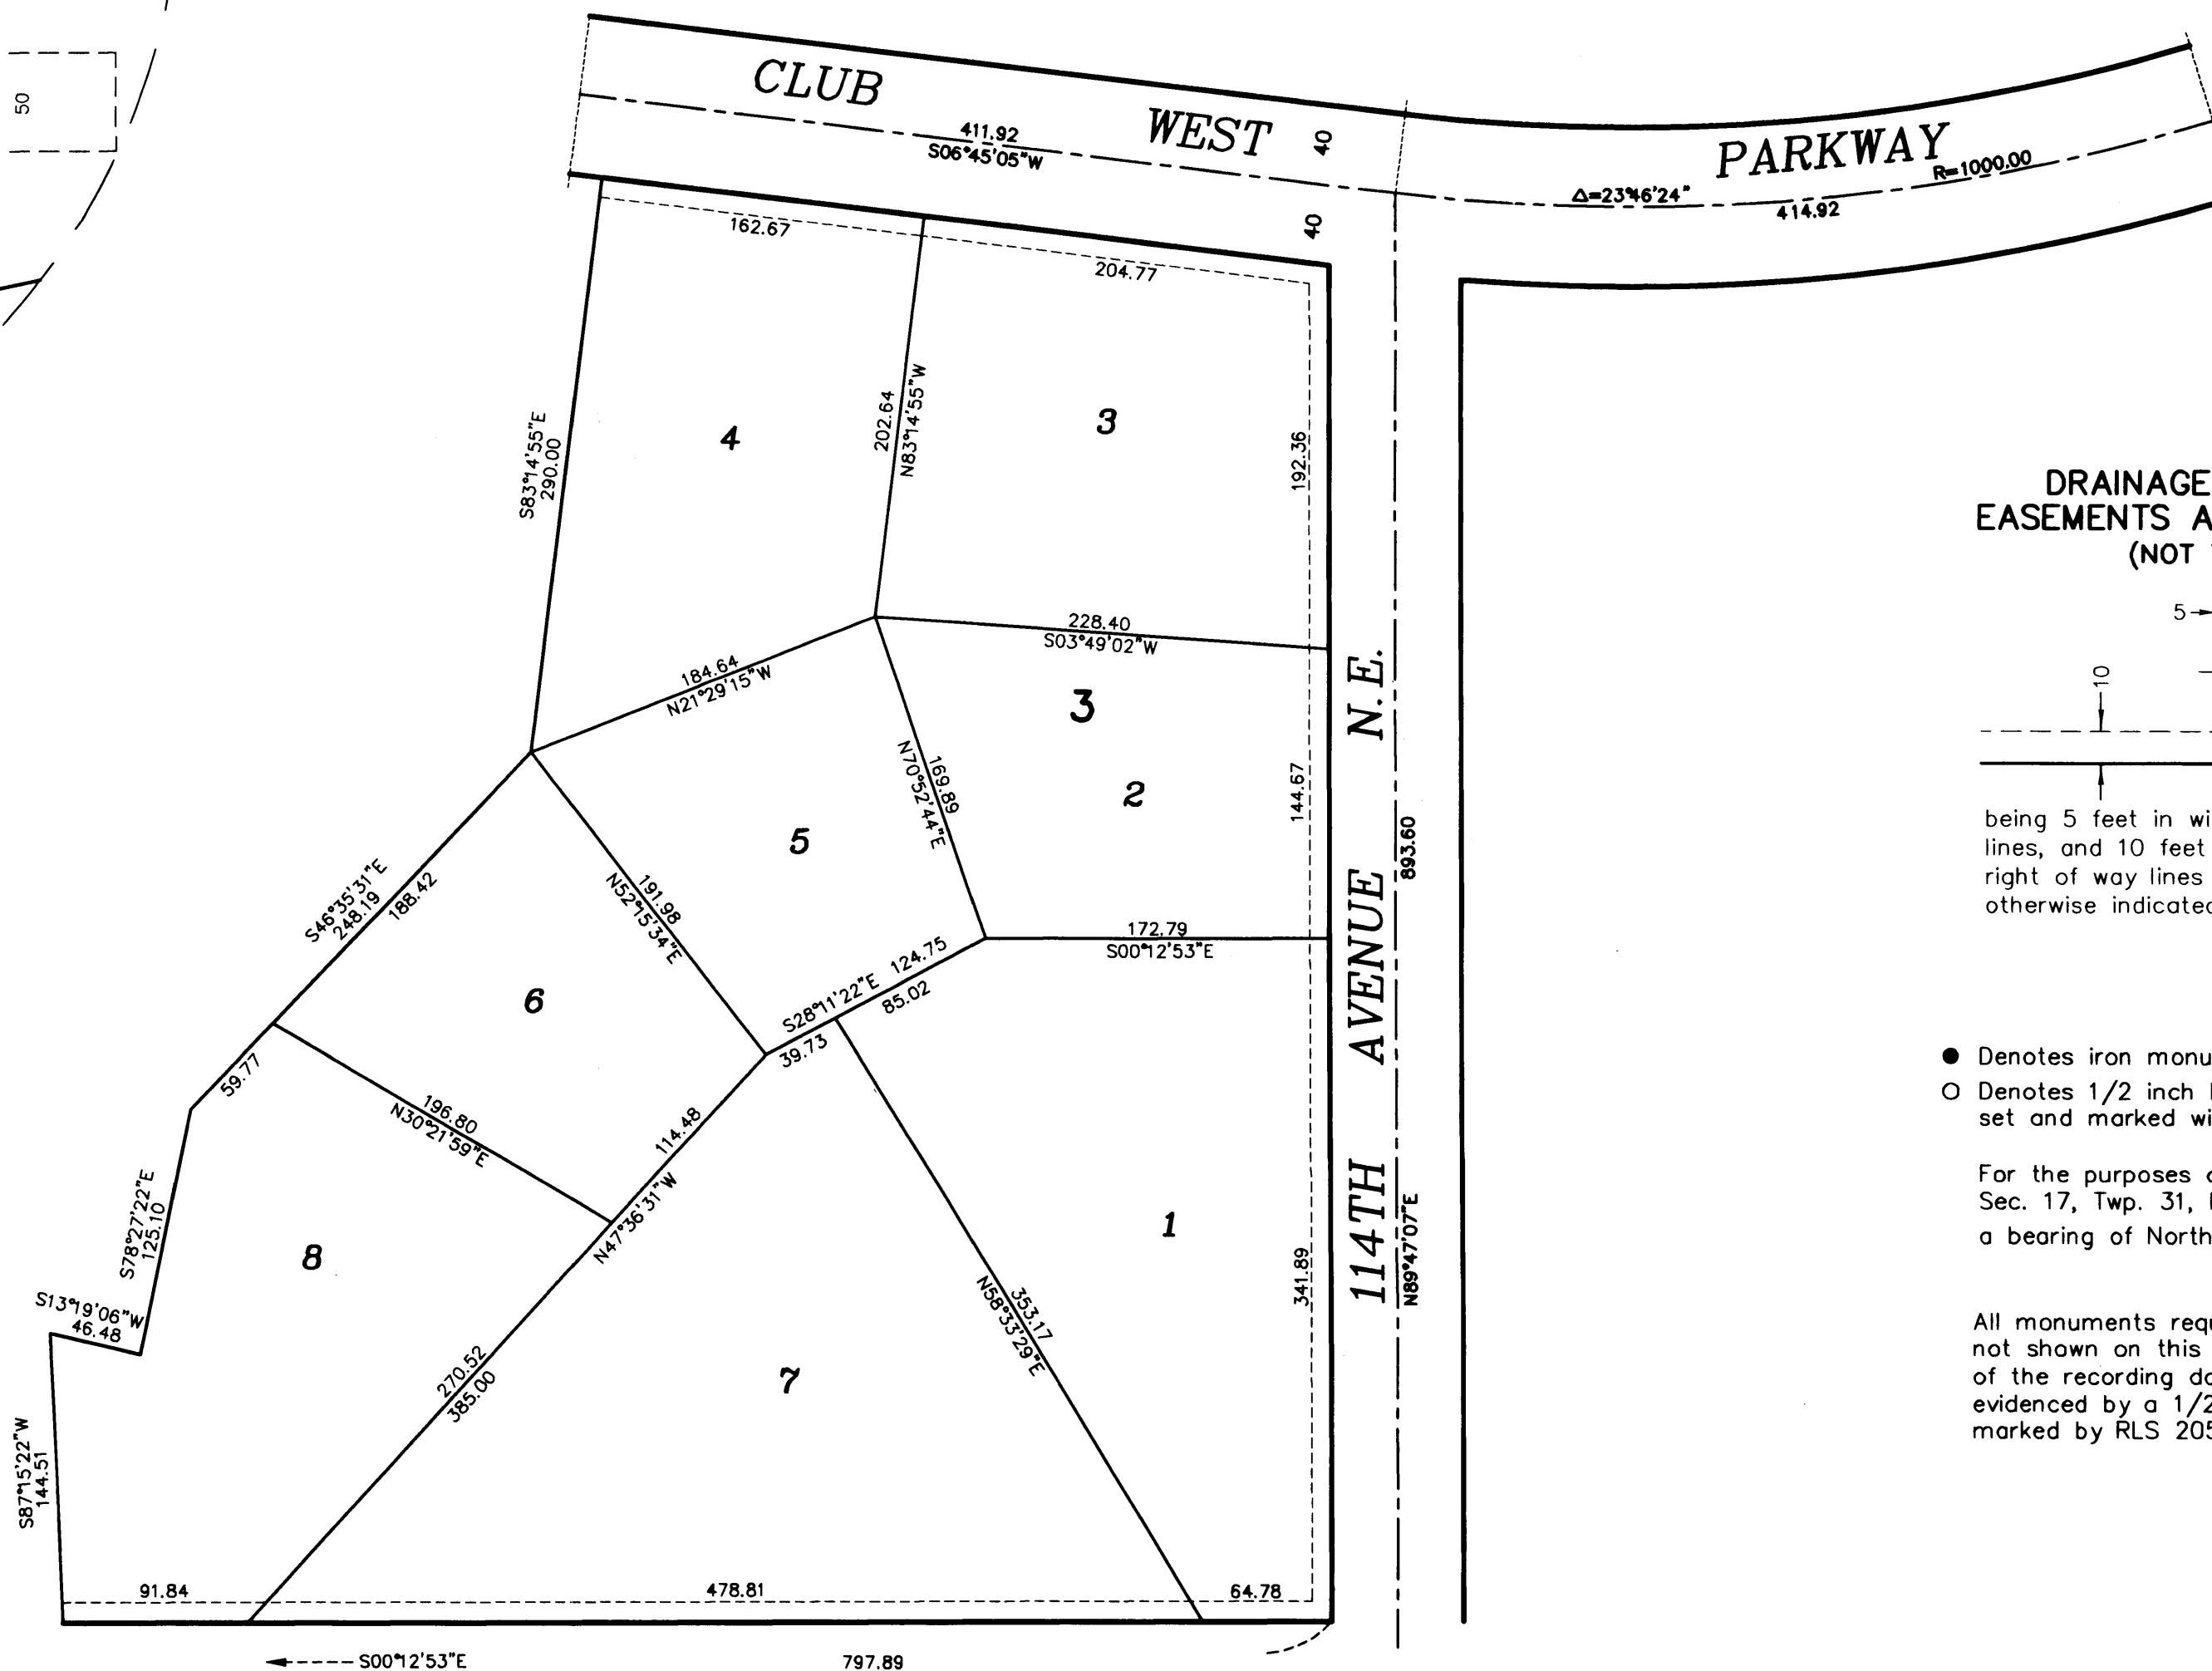 50
CLUB WEST PARKWAY
411.92
S06°45'05"W
40
40
Δ=23°46'24"
R=1000.00
414.92
162.67
204.77
S83°14'55"E
290.00
4
202.64
N83°14'55"W
3
192.36
228.40
S03°49'02"W
184.64
N21°29'15"W
3
2
144.67
169.89
N70°52'44"E
5
172.79
S00°12'53"E
S46°35'31"E
248.19
188.42
191.98
N52°15'34"E
6
S28°11'22"E
124.75
85.02
39.73
59.77
196.80
N30°21'59"E
114.48
N47°36'31"W
S78°27'22"E
125.10
8
S13°19'06"W
46.48
270.52
385.00
7
353.17
N58°33'29"E
1
341.89
S87°15'22"W
144.51
91.84
478.81
64.78
S00°12'53"E
797.89
114TH AVENUE N.E.
893.60
N89°47'07"E
DRAINAGE
EASEMENTS A
(NOT
5
10
being 5 feet in wi
lines, and 10 feet
right of way lines
otherwise indicated
Denotes iron monu
Denotes 1/2 inch
set and marked wi
For the purposes o
Sec. 17, Twp. 31,
a bearing of North
All monuments requ
not shown on this
of the recording da
evidenced by a 1/2
marked by RLS 205